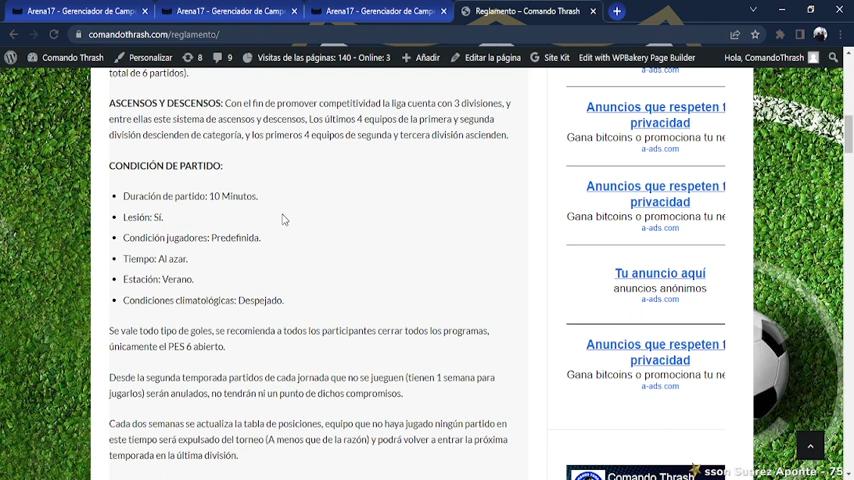 Arena17 - Gerenciador de Camp
Arena17 - Gerenciador de Camp
Arena17 - Gerenciador de Camp
Reglamento – Comando Thrash
comandothrash.com/reglamento/
Comando Thrash
Personalizar
8
9
Visitas de las páginas: 140 - Online: 3
Añadir
Editar la página
Site Kit
Edit with WPBakery Page Builder
Hola, ComandoThrash
total de 6 partidos).
ASCENSOS Y DESCENSOS: Con el fin de promover competitividad la liga cuenta con 3 divisiones, y
entre ellas este sistema de ascensos y descensos, Los últimos 4 equipos de la primera y segunda
división descienden de categoría, y los primeros 4 equipos de segunda y tercera división ascienden.
CONDICIÓN DE PARTIDO:
Duración de partido: 10 Minutos.
Lesión: Sí.
Condición jugadores: Predefinida.
Tiempo: Al azar.
Estación: Verano.
Condiciones climatológicas: Despejado.
Se vale todo tipo de goles, se recomienda a todos los participantes cerrar todos los programas,
únicamente el PES 6 abierto.
Desde la segunda temporada partidos de cada jornada que no se jueguen (tienen 1 semana para
jugarlos) serán anulados, no tendrán ni un punto de dichos compromisos.
Cada dos semanas se actualiza la tabla de posiciones, equipo que no haya jugado ningún partido en
este tiempo será expulsado del torneo (A menos que de la razón) y podrá volver a entrar la próxima
temporada en la última división.
a-ads.com
Anuncios que respeten t
privacidad
Gana bitcoins o promociona tu ne
a-ads.com
Anuncios que respeten t
privacidad
Gana bitcoins o promociona tu ne
a-ads.com
Tu anuncio aquí
anuncios anónimos
a-ads.com
Anuncios que respeten t
privacidad
Gana bitcoins o promociona tu ne
a-ads.com
Comando Thrash
sson Suarez Aponte - 75